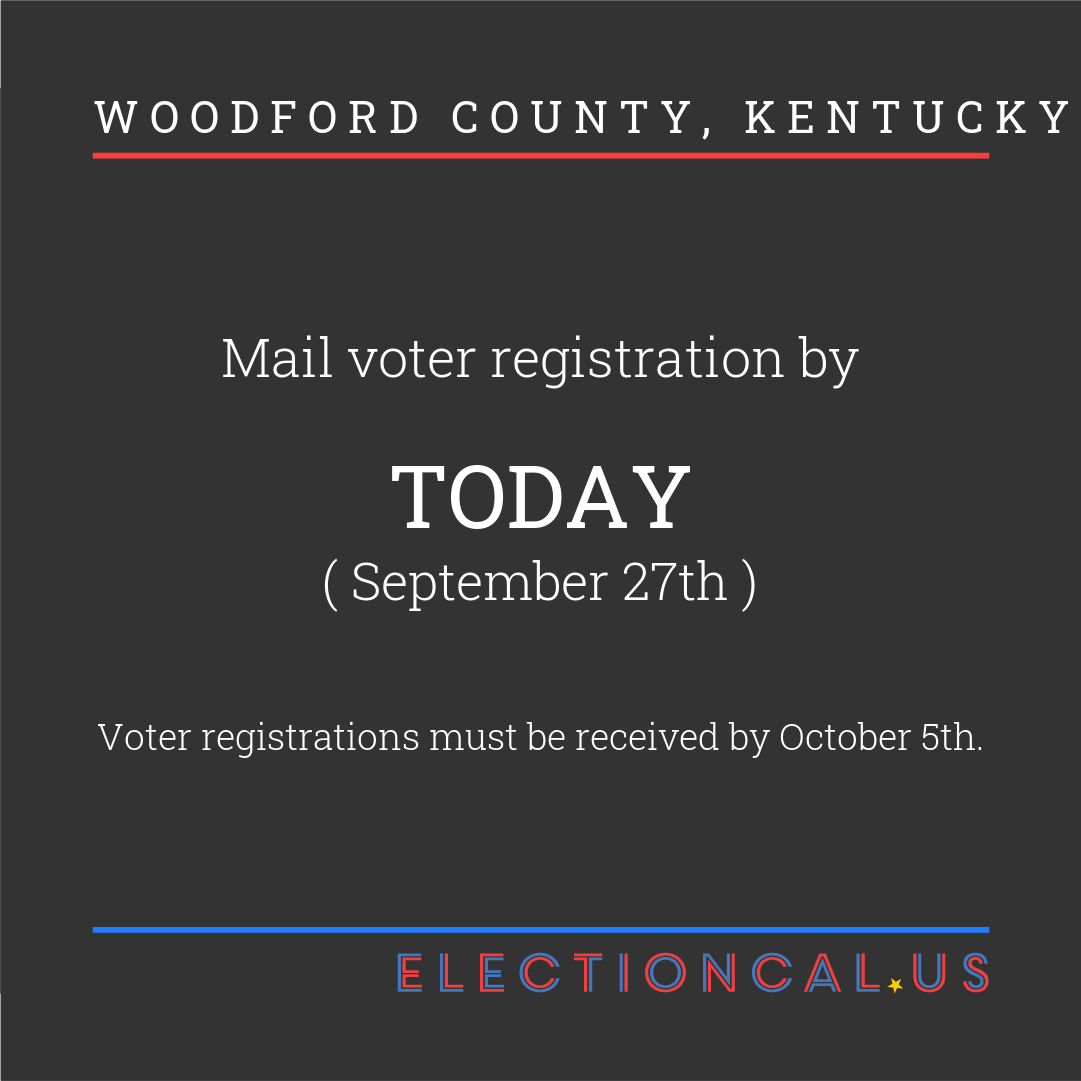 WOODFORD COUNTY, KENTUCKY
Mail voter registration by
TODAY
( September 27th )
Voter registrations must be received by October 5th.
ELECTIONCAL.US